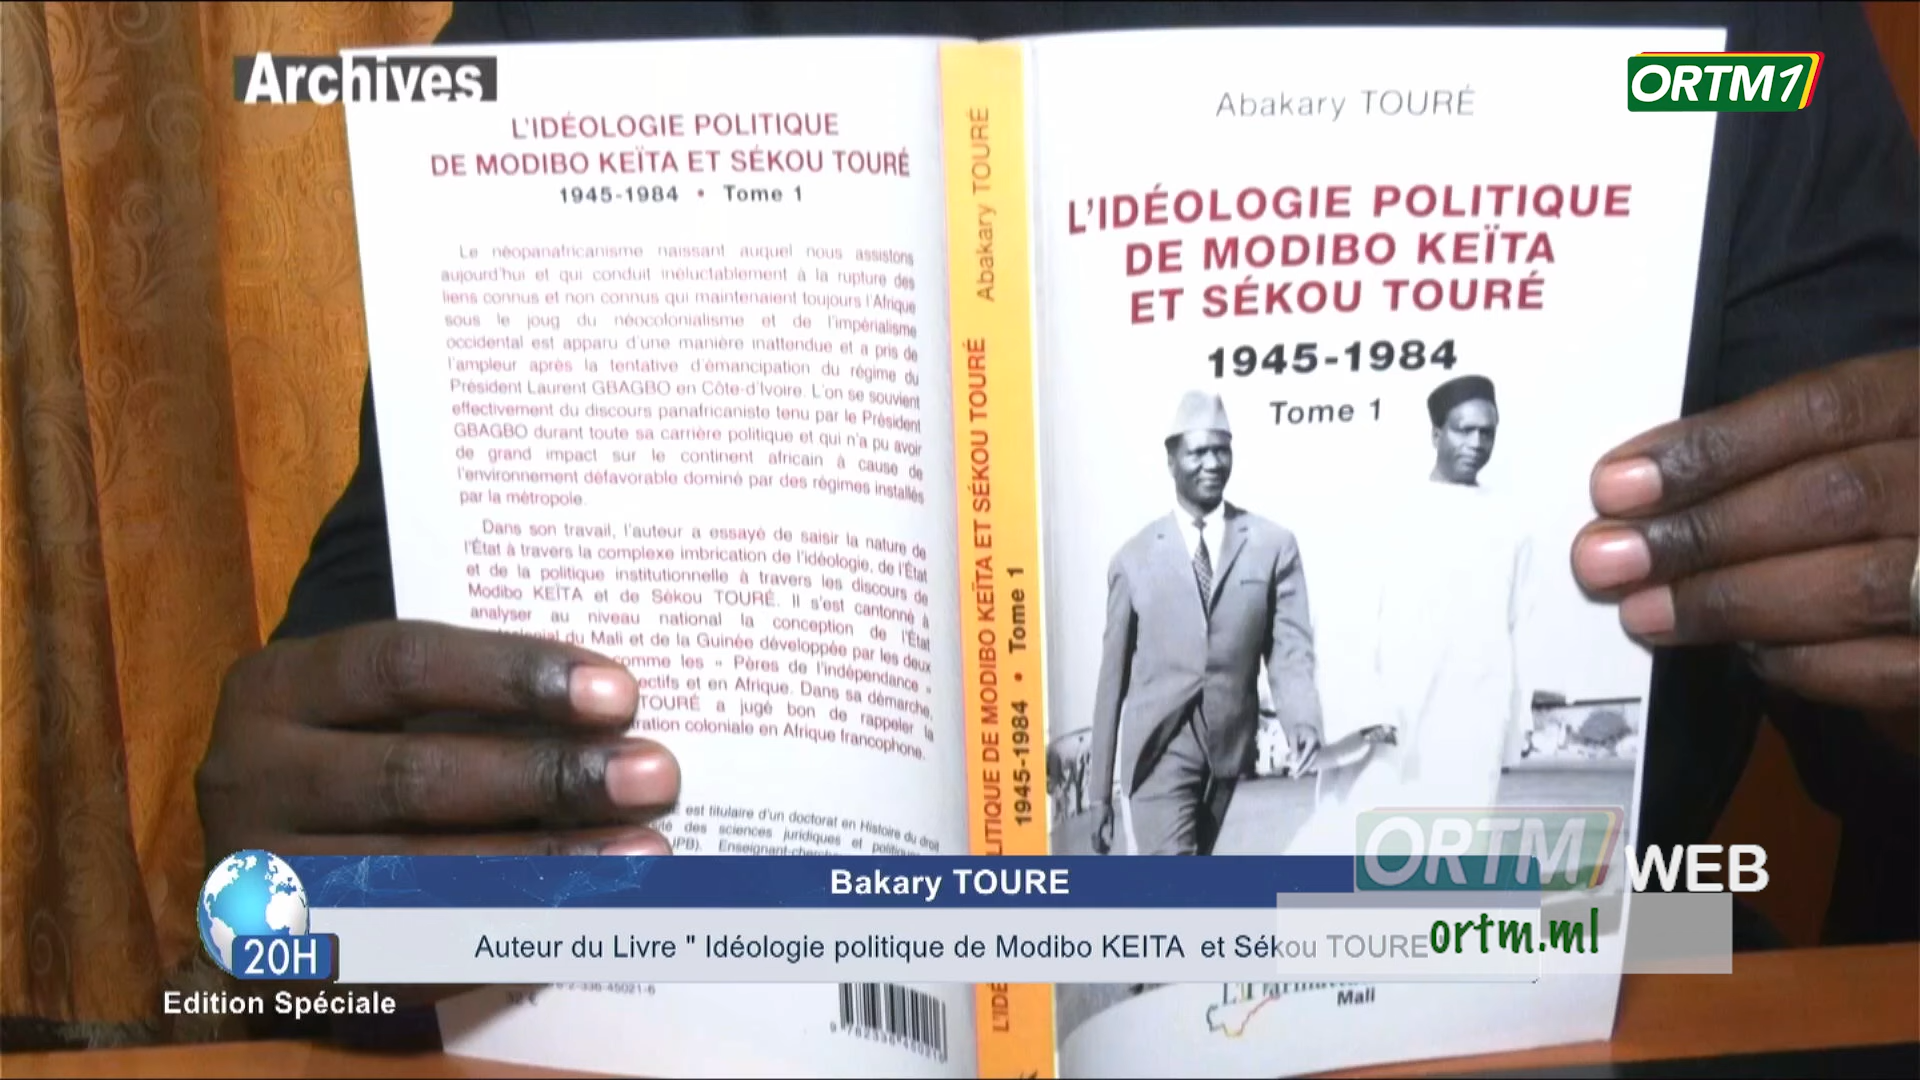 Archives
ORTM1
L'IDÉOLOGIE POLITIQUE
DE MODIBO KEÏTA ET SÉKOU TOURÉ
1945-1984 • Tome 1
Le néopanafricanisme naissant auquel nous assistons
aujourd'hui et qui conduit inéluctablement à la rupture des
liens connus et non connus qui maintenaient toujours l'Afrique
sous le joug du néocolonialisme et de l'impérialisme
occidental est apparu d'une manière inattendue et a pris de
l'ampleur après la tentative d'émancipation du régime du
Président Laurent GBAGBO en Côte-d'Ivoire. L'on se souvient
effectivement du discours panafricaniste tenu par le Président
GBAGBO durant toute sa carrière politique et qui n'a pu avoir
de grand impact sur le continent africain à cause de
l'environnement défavorable dominé par des régimes installés
par la métropole.
Dans son travail, l'auteur a essayé de saisir la nature de
l'État à travers la complexe imbrication de l'idéologie, de l'État
et de la politique institutionnelle à travers les discours de
Modibo KEÏTA et de Sékou TOURÉ. Il s'est cantonné à
analyser au niveau national la conception de l'État
du Mali et de la Guinée développée par les deux
comme les « Pères de l'indépendance »
et en Afrique. Dans sa démarche,
TOURÉ a jugé bon de rappeler la
coloniale en Afrique francophone.
est titulaire d'un doctorat en Histoire du droit
des sciences juridiques et
Abakary TOURÉ
L'IDÉOLOGIE POLITIQUE DE MODIBO KEÏTA ET SÉKOU TOURÉ
1945-1984 • Tome 1
Abakary TOURÉ
L'IDÉOLOGIE POLITIQUE
DE MODIBO KEÏTA
ET SÉKOU TOURÉ
1945-1984
Tome 1
L'Harmattan
Mali
32 €
ORTM1 WEB
ortm.ml
Bakary TOURE
Auteur du Livre " Idéologie politique de Modibo KEITA et Sékou TOURE
20H
Edition Spéciale